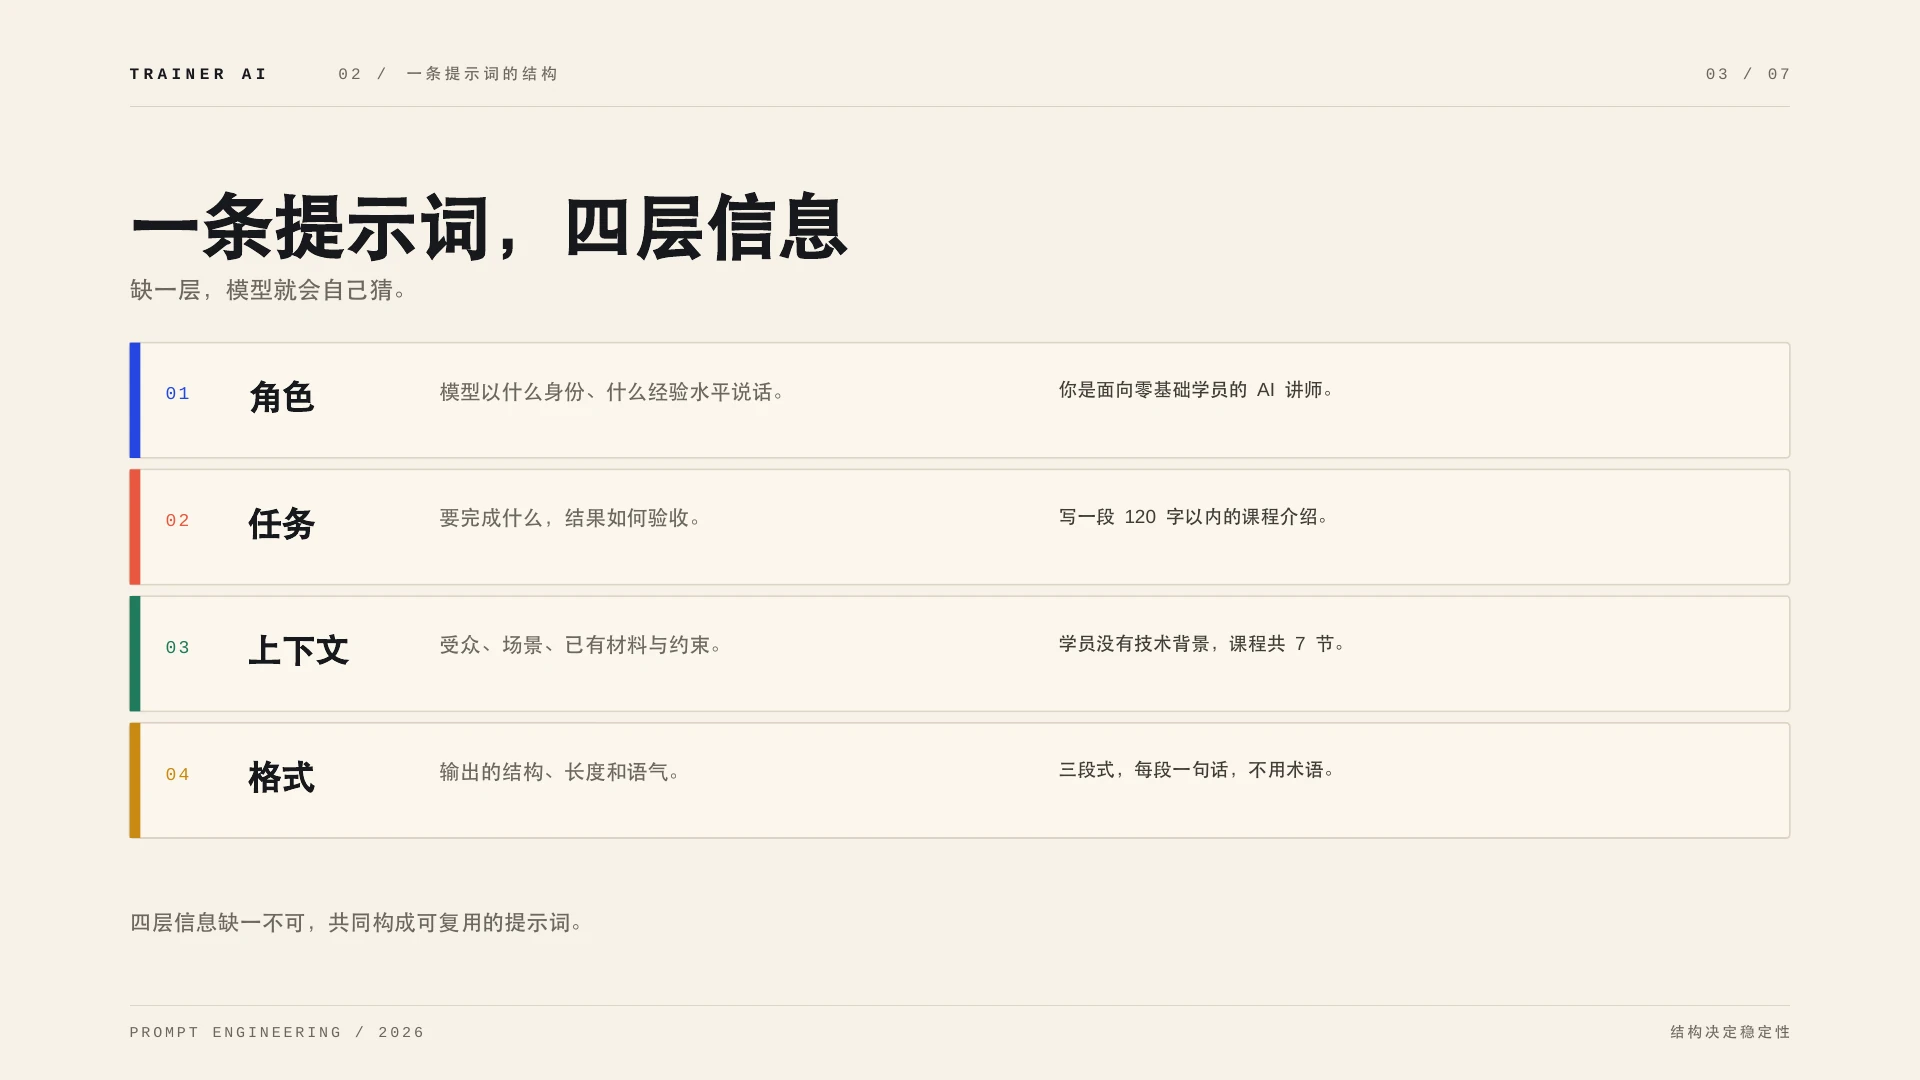 TRAINER AI 02 / 一条提示词的结构 03 / 07
一条提示词，四层信息
缺一层，模型就会自己猜。
01 角色 模型以什么身份、什么经验水平说话。 你是面向零基础学员的 AI 讲师。
02 任务 要完成什么，结果如何验收。 写一段 120 字以内的课程介绍。
03 上下文 受众、场景、已有材料与约束。 学员没有技术背景，课程共 7 节。
04 格式 输出的结构、长度和语气。 三段式，每段一句话，不用术语。
四层信息缺一不可，共同构成可复用的提示词。
PROMPT ENGINEERING / 2026 结构决定稳定性